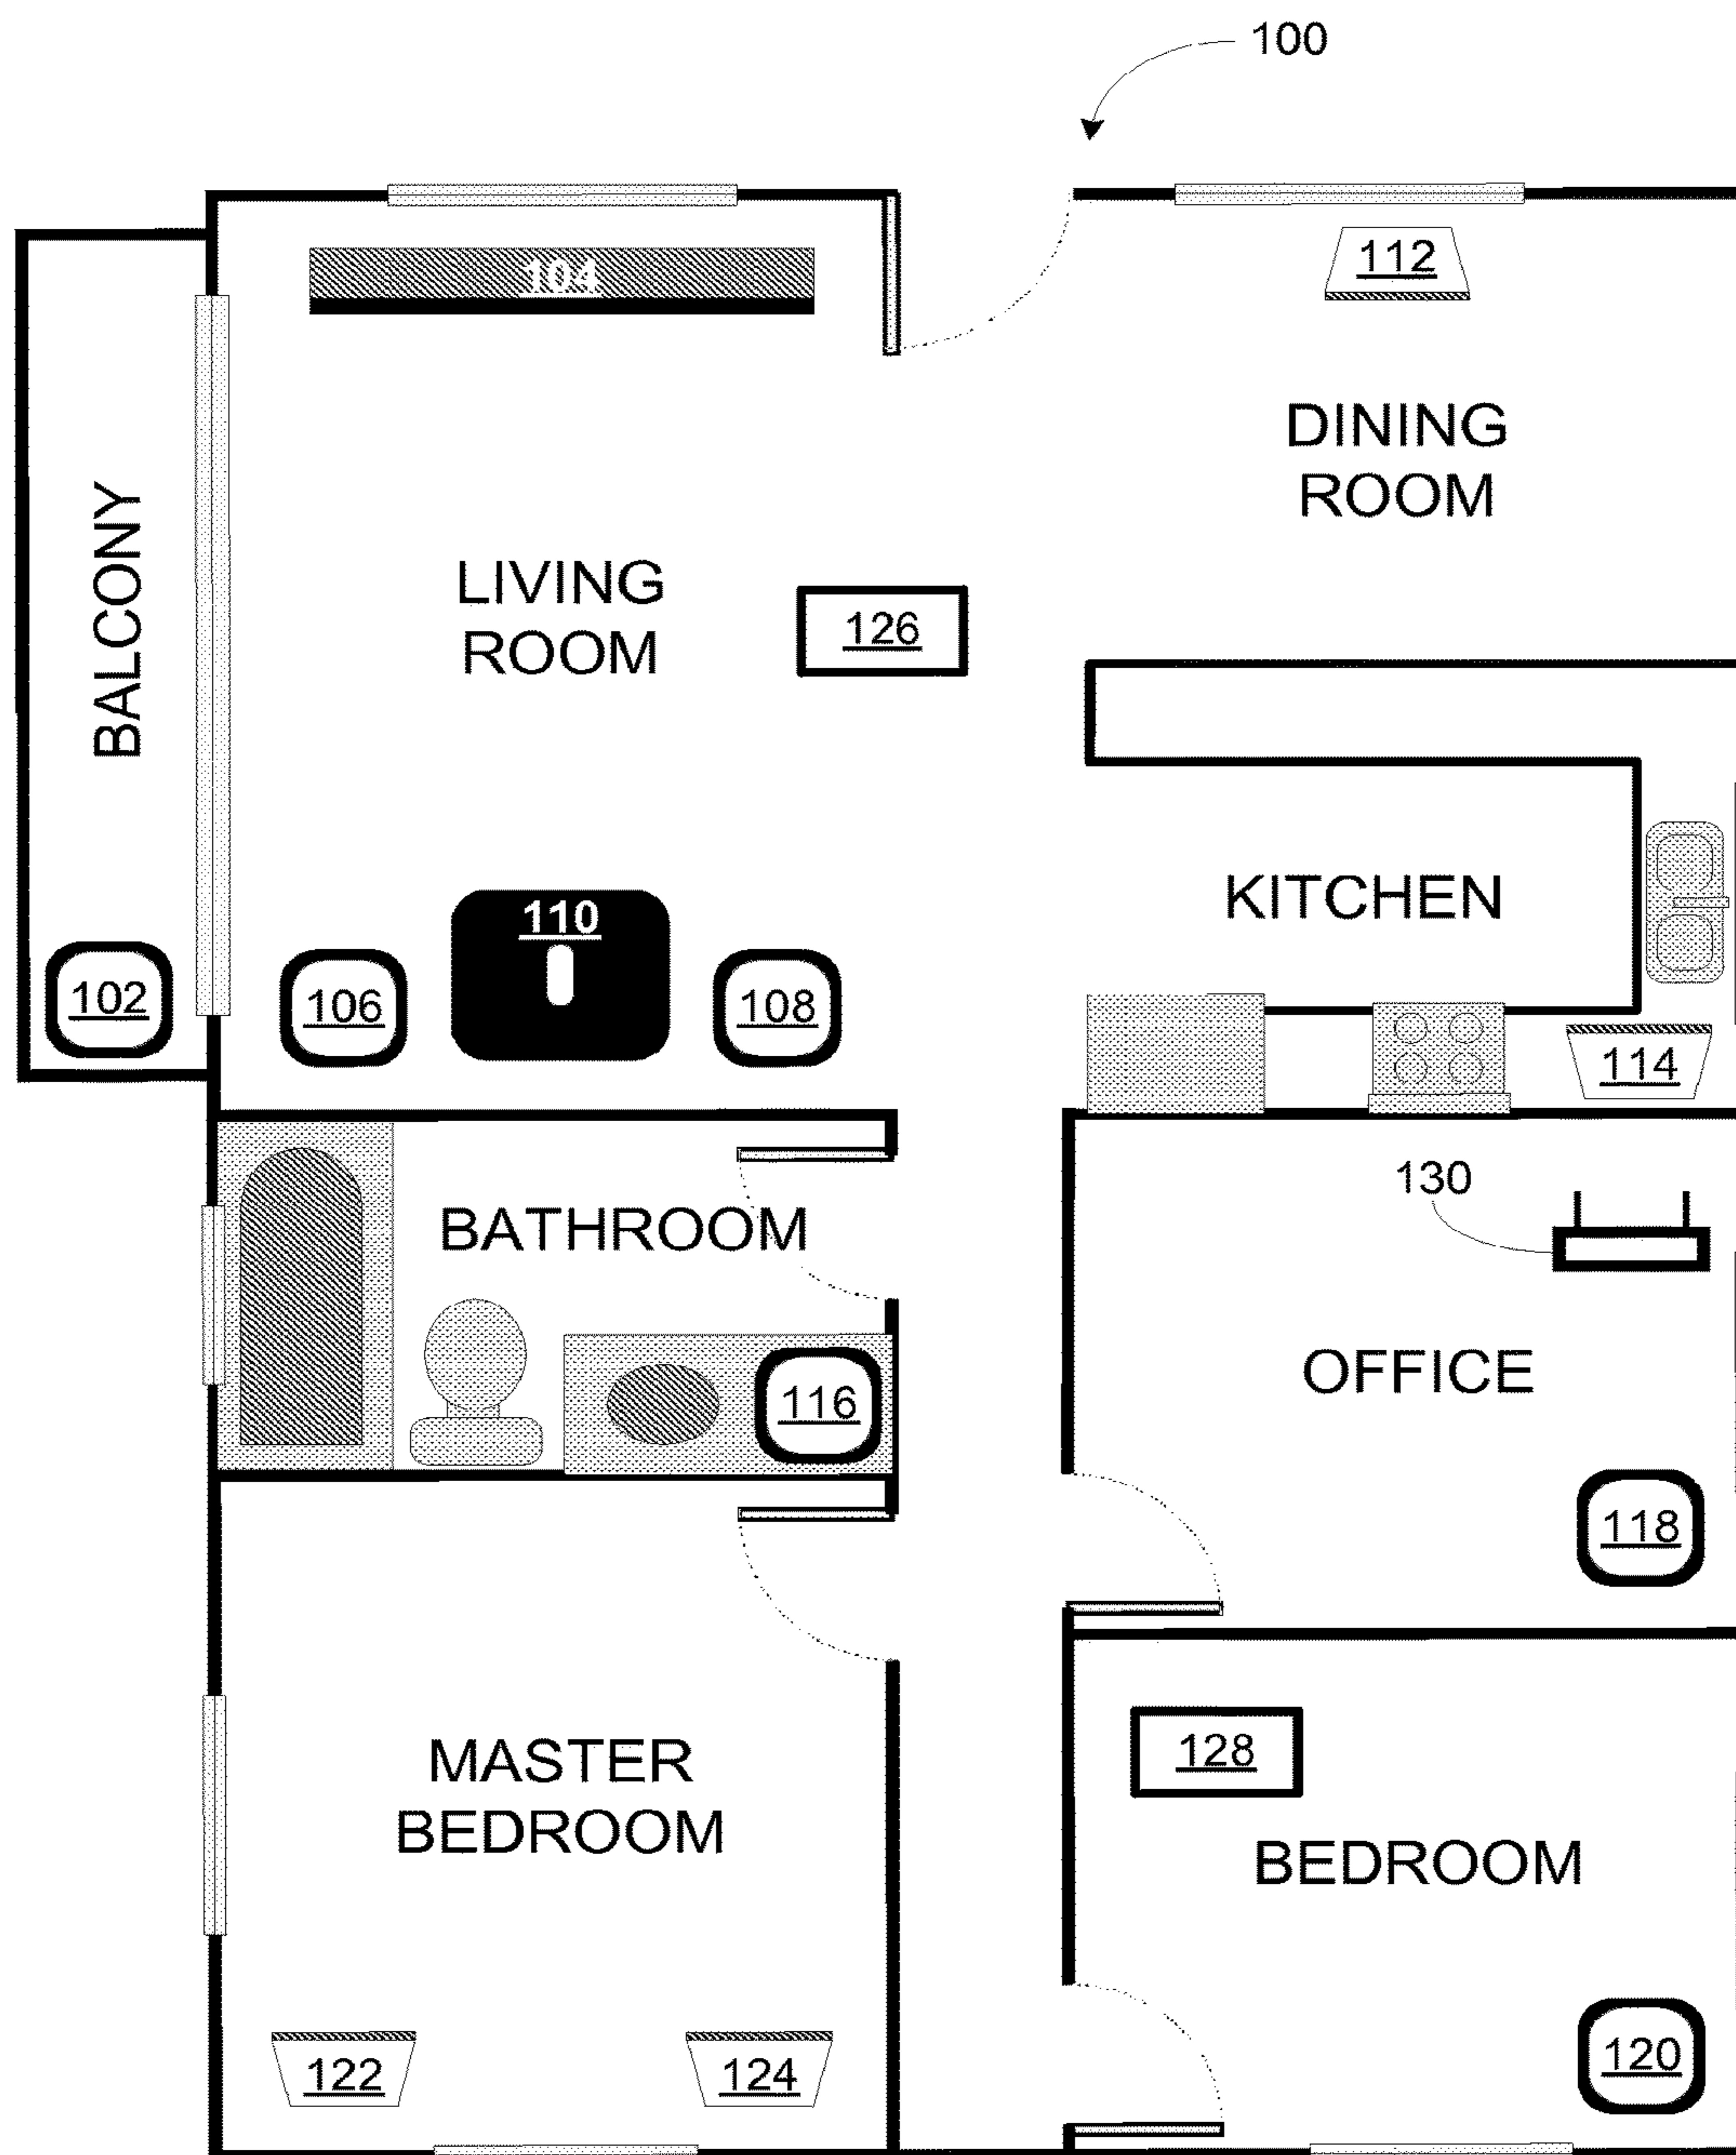 100
104
112
DINING
ROOM
BALCONY
LIVING
ROOM
126
110
KITCHEN
102
106
108
114
130
BATHROOM
OFFICE
116
118
MASTER
BEDROOM
128
BEDROOM
122
124
120